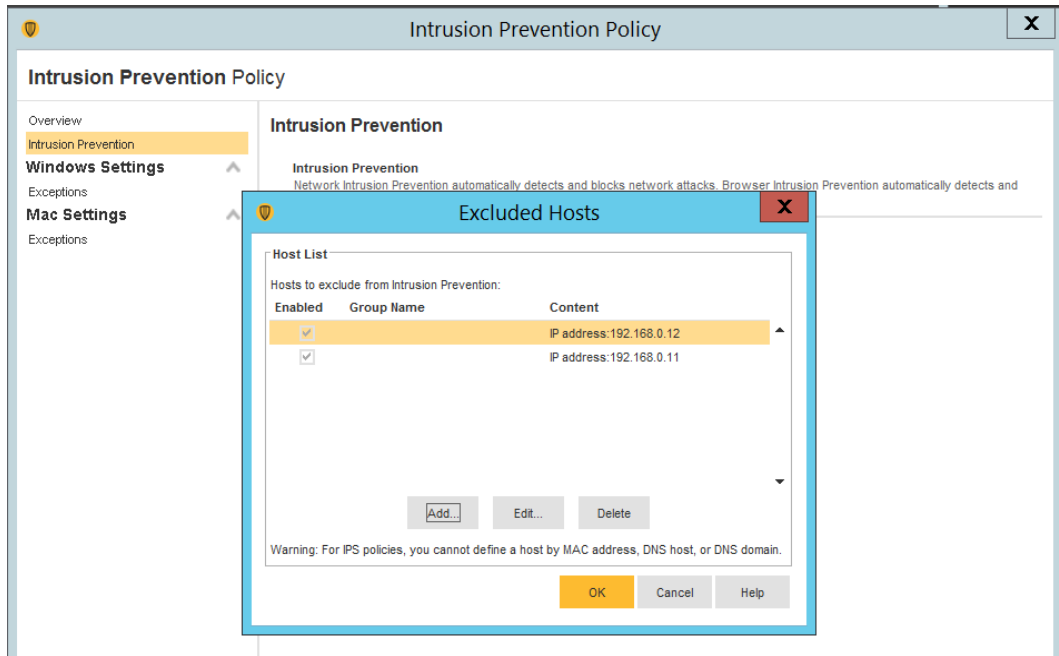 Intrusion Prevention Policy
X
Intrusion Prevention Policy
Overview
Intrusion Prevention
Windows Settings
Exceptions
Mac Settings
Exceptions
Intrusion Prevention
Intrusion Prevention
Network Intrusion Prevention automatically detects and blocks network attacks. Browser Intrusion Prevention automatically detects and
Excluded Hosts
X
Host List
Hosts to exclude from Intrusion Prevention:
Enabled Group Name Content
IP address:192.168.0.12
IP address:192.168.0.11
Add... Edit... Delete
Warning: For IPS policies, you cannot define a host by MAC address, DNS host, or DNS domain.
OK Cancel Help